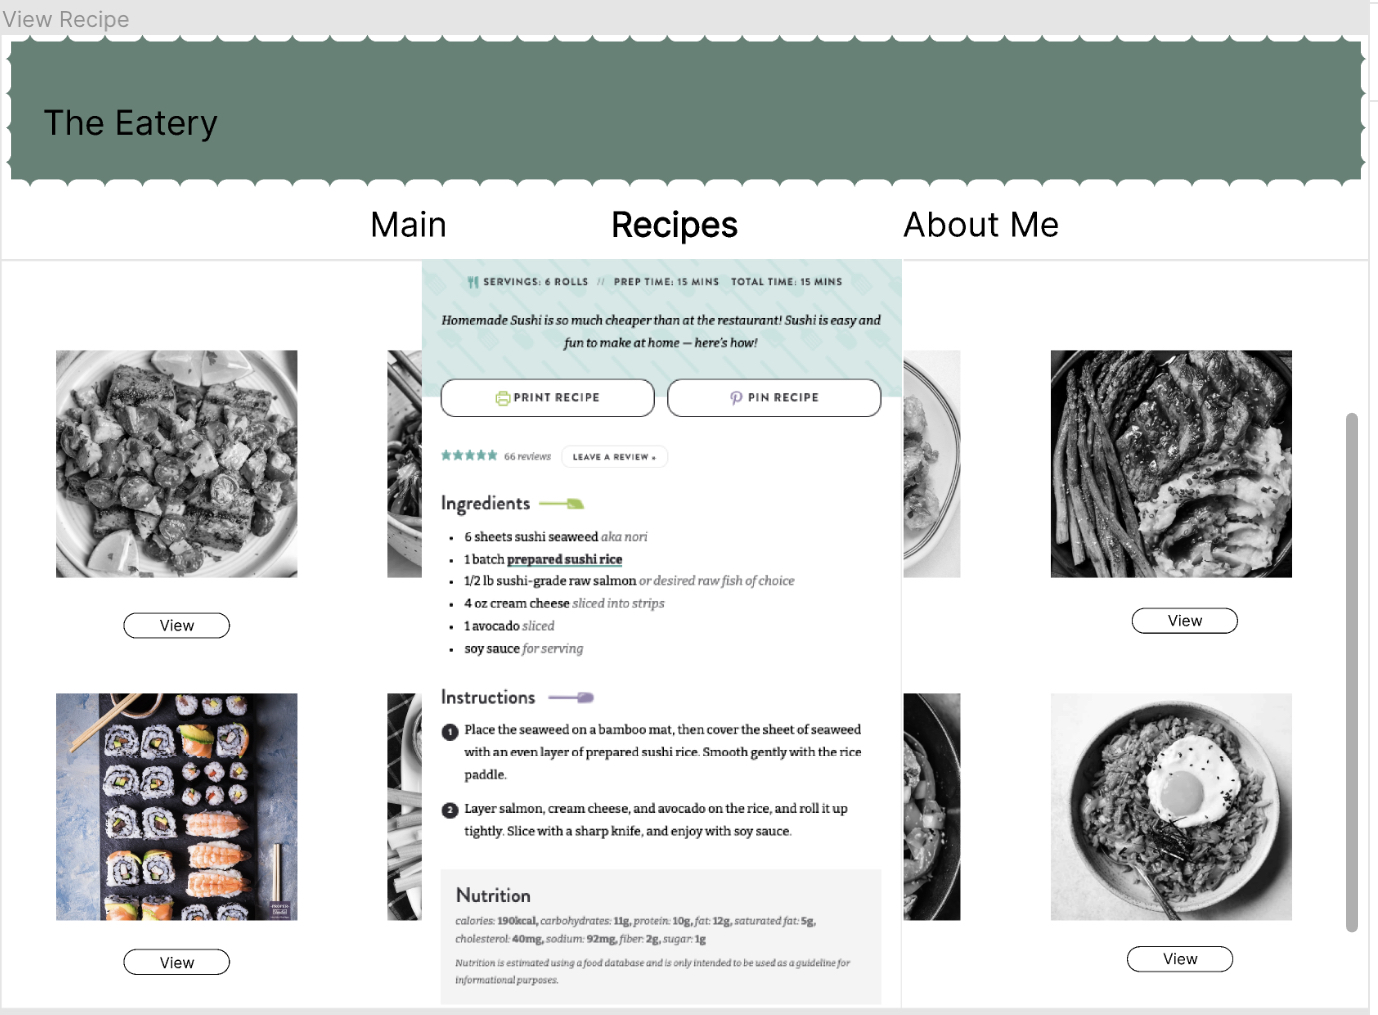 View Recipe
The Eatery
Main
Recipes
About Me
SERVINGS: 6 ROLLS // PREP TIME: 15 MINS TOTAL TIME: 15 MINS
Homemade Sushi is so much cheaper than at the restaurant! Sushi is easy and
fun to make at home — here's how!
PRINT RECIPE
PIN RECIPE
66 reviews
LEAVE A REVIEW »
Ingredients
• 6 sheets sushi seaweed aka nori
• 1 batch prepared sushi rice
• 1/2 lb sushi-grade raw salmon or desired raw fish of choice
• 4 oz cream cheese sliced into strips
• 1 avocado sliced
• soy sauce for serving
Instructions
1 Place the seaweed on a bamboo mat, then cover the sheet of seaweed
with an even layer of prepared sushi rice. Smooth gently with the rice
paddle.
2 Layer salmon, cream cheese, and avocado on the rice, and roll it up
tightly. Slice with a sharp knife, and enjoy with soy sauce.
Nutrition
calories: 190kcal, carbohydrates: 11g, protein: 10g, fat: 12g, saturated fat: 5g,
cholesterol: 40mg, sodium: 92mg, fiber: 2g, sugar: 1g
Nutrition is estimated using a food database and is only intended to be used as a guideline for
informational purposes.
View
View
View
View